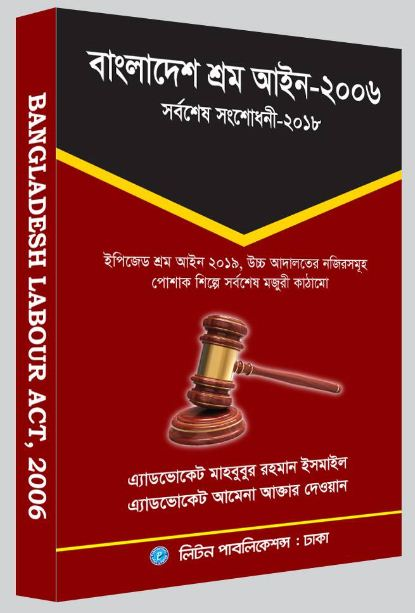 বাংলাদেশ শ্রম আইন-২০০৬
সর্বশেষ সংশোধনী-২০১৮
ইপিজেড শ্রম আইন ২০১৯, উচ্চ আদালতের নজিরসমূহ
পোশাক শিল্পে সর্বশেষ মজুরী কাঠামো
এ্যাডভোকেট মাহবুবুর রহমান ইসমাইল
এ্যাডভোকেট আমেনা আক্তার দেওয়ান
লিটন পাবলিকেশন্স : ঢাকা
BANGLADESH LABOUR ACT, 2006